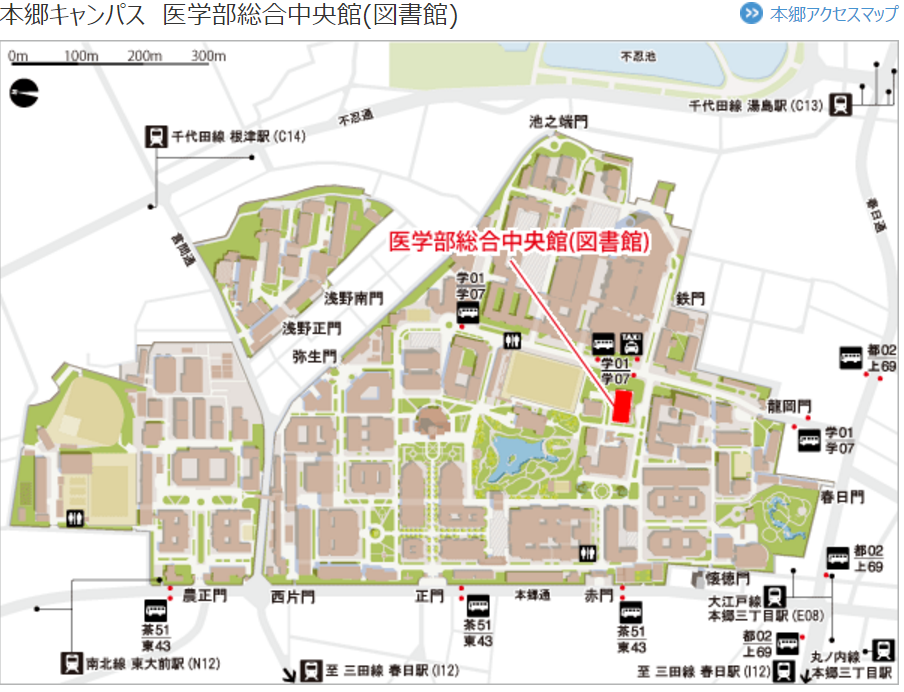 本郷キャンパス 医学部総合中央館(図書館)
本郷アクセスマップ
0m 100m 200m 300m
不忍池
千代田線 湯島駅 (C13)
不忍通
池之端門
千代田線 根津駅 (C14)
春日通
言問通
医学部総合中央館(図書館)
学01
学07
浅野南門
鉄門
浅野正門
TAXI
弥生門
学01
学07
都02
上69
龍岡門
学01
学07
春日門
都02
上69
懐徳門
農正門
西片門
正門
本郷通
赤門
大江戸線
本郷三丁目駅 (E08)
茶51
東43
茶51
東43
茶51
東43
都02
上69
丸ノ内線
本郷三丁目駅
南北線 東大前駅 (N12)
至 三田線 春日駅 (I12)
至 三田線 春日駅 (I12)